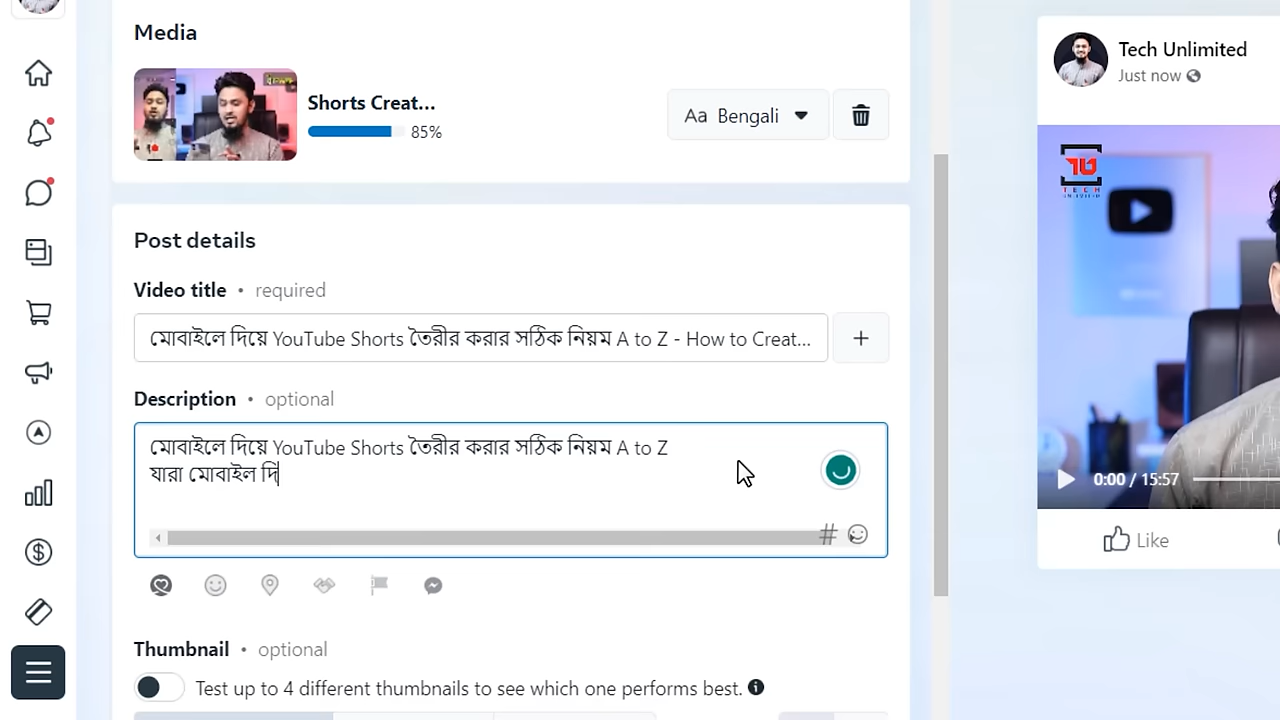 Media
Shorts Creat...
85%
Aa Bengali
Post details
Video title • required
মোবাইলে দিয়ে YouTube Shorts তৈরীর করার সঠিক নিয়ম A to Z - How to Creat...
Description • optional
মোবাইলে দিয়ে YouTube Shorts তৈরীর করার সঠিক নিয়ম A to Z
যারা মোবাইল দি
Thumbnail • optional
Test up to 4 different thumbnails to see which one performs best.
Tech Unlimited
Just now
TECH
0:00 / 15:57
Like